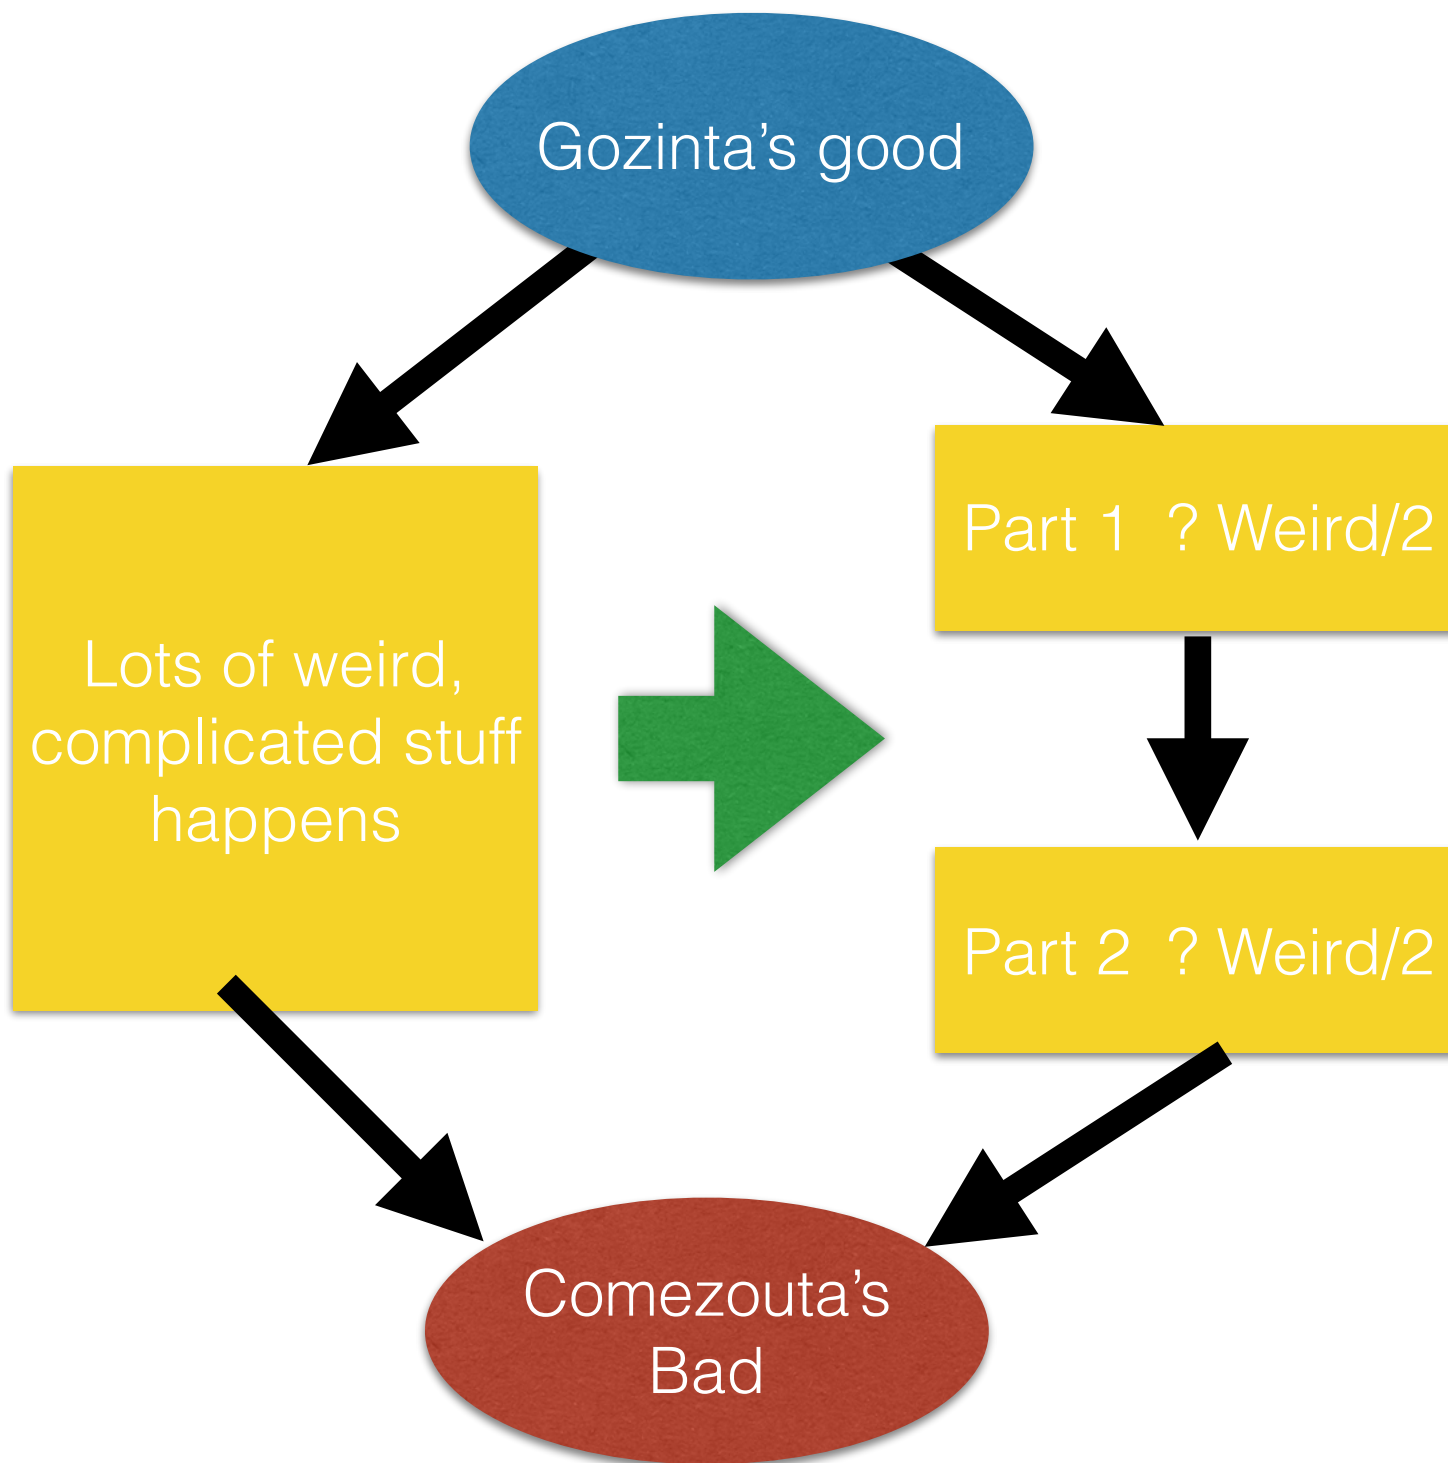 Gozinta’s good
Part 1 ? Weird/2
Lots of weird,
complicated stuff
happens
Part 2 ? Weird/2
Comezouta’s
Bad